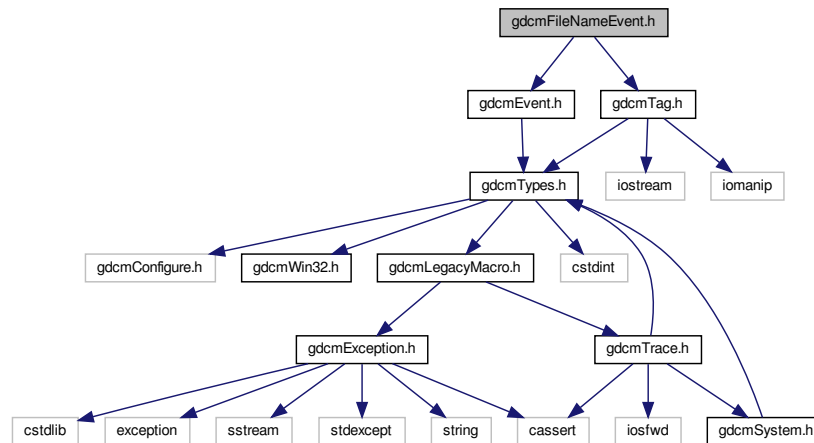 gdcmFileNameEvent.h
gdcmEvent.h
gdcmTag.h
gdcmTypes.h
iostream
iomanip
gdcmConfigure.h
gdcmWin32.h
gdcmLegacyMacro.h
cstdint
gdcmException.h
gdcmTrace.h
cstdlib
exception
sstream
stdexcept
string
cassert
iosfwd
gdcmSystem.h